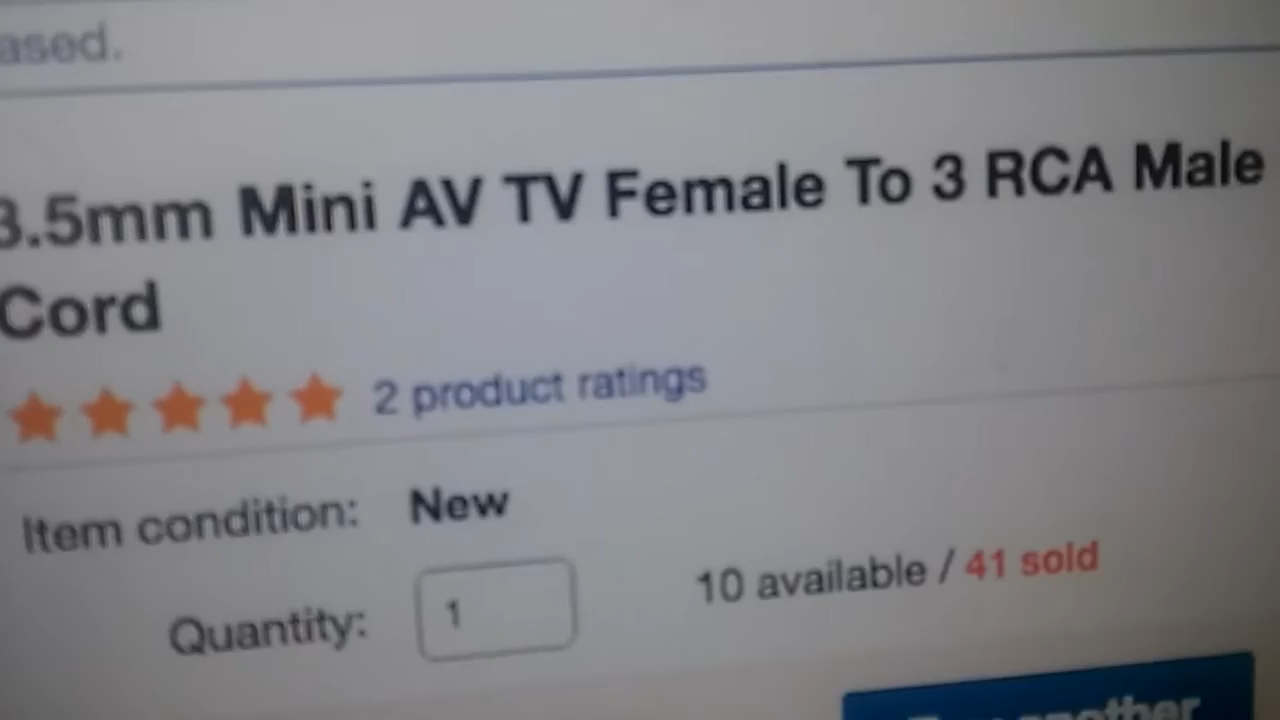 ased.
3.5mm Mini AV TV Female To 3 RCA Male
Cord
2 product ratings
Item condition: New
Quantity: 1 10 available / 41 sold
another